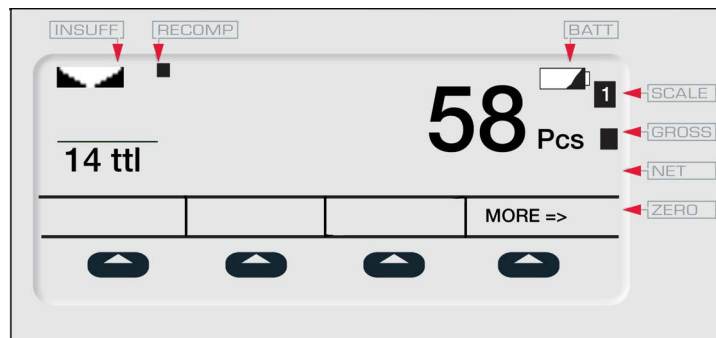 INSUFF RECOMP BATT
1 SCALE
58 Pcs GROSS
14 ttl
NET
MORE => ZERO